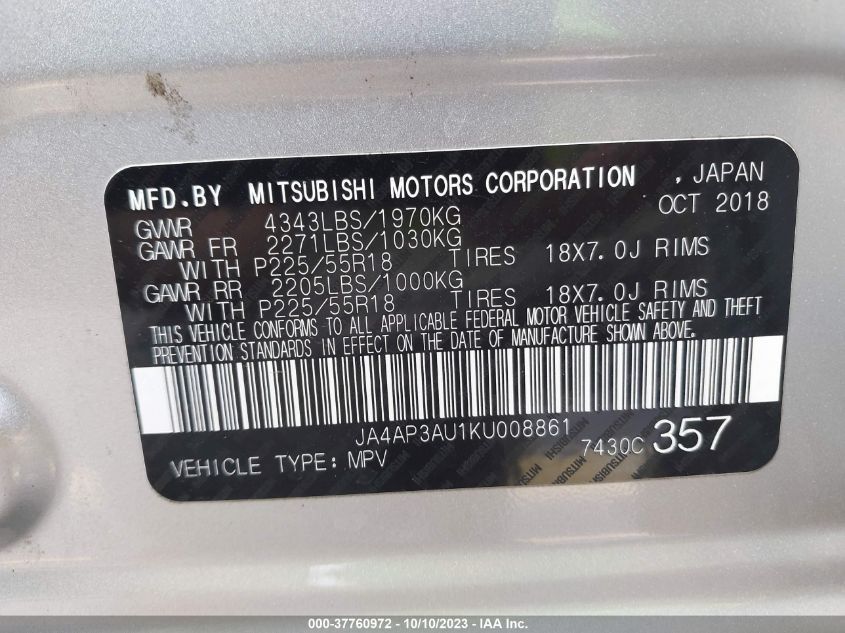 MFD.BY MITSUBISHI MOTORS CORPORATION , JAPAN
GVWR 4343LBS/1970KG OCT 2018
GAWR FR 2271LBS/1030KG
WITH P225/55R18 TIRES 18X7.0J RIMS
GAWR RR 2205LBS/1000KG
WITH P225/55R18 TIRES 18X7.0J RIMS
THIS VEHICLE CONFORMS TO ALL APPLICABLE FEDERAL MOTOR VEHICLE SAFETY AND THEFT
PREVENTION STANDARDS IN EFFECT ON THE DATE OF MANUFACTURE SHOWN ABOVE.
JA4AP3AU1KU008861
VEHICLE TYPE: MPV 7430C 357
000-37760972 - 10/10/2023 - IAAI.COM